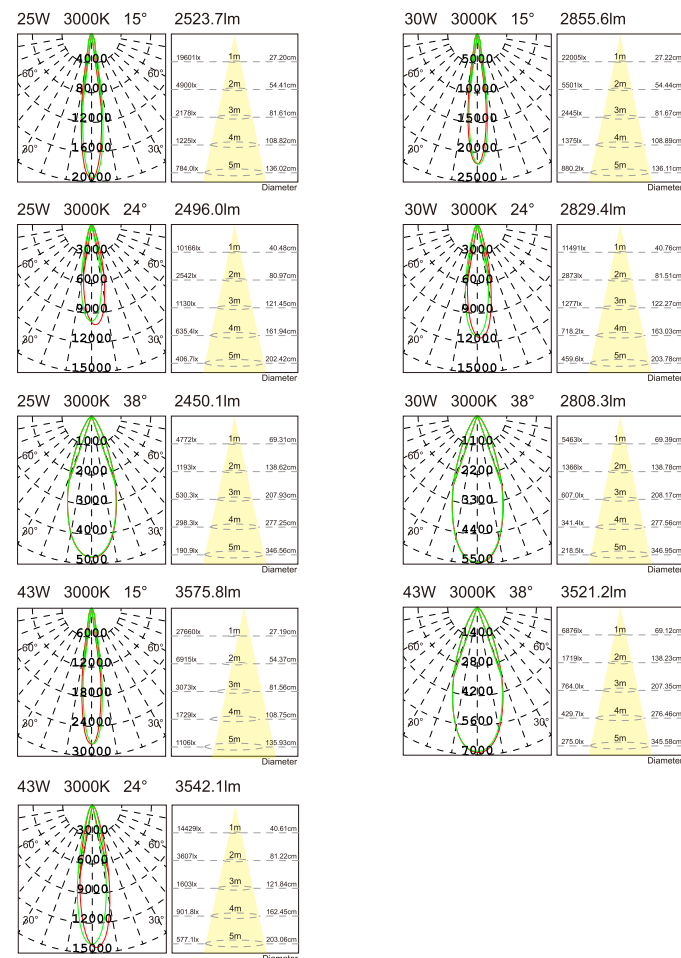 25W 3000K 15° 2523.7lm
4000
8000
12000
16000
20000
60° 60°
30° 30°
19601lx 1m 27.20cm
4900lx 2m 54.41cm
2178lx 3m 81.61cm
1225lx 4m 108.82cm
784.0lx 5m 136.02cm
Diameter
30W 3000K 15° 2855.6lm
5000
10000
15000
20000
25000
60° 60°
30° 30°
22005lx 1m 27.22cm
5501lx 2m 54.44cm
2445lx 3m 81.67cm
1375lx 4m 108.89cm
880.2lx 5m 136.11cm
Diameter
25W 3000K 24° 2496.0lm
3000
6000
9000
12000
15000
60° 60°
30° 30°
10166lx 1m 40.48cm
2542lx 2m 80.97cm
1130lx 3m 121.45cm
635.4lx 4m 161.94cm
406.7lx 5m 202.42cm
Diameter
30W 3000K 24° 2829.4lm
3000
6000
9000
12000
15000
60° 60°
30° 30°
11491lx 1m 40.76cm
2873lx 2m 81.51cm
1277lx 3m 122.27cm
718.2lx 4m 163.03cm
459.6lx 5m 203.78cm
Diameter
25W 3000K 38° 2450.1lm
1000
2000
3000
4000
5000
60° 60°
30° 30°
4772lx 1m 69.31cm
1193lx 2m 138.62cm
530.3lx 3m 207.93cm
298.3lx 4m 277.25cm
190.9lx 5m 346.56cm
Diameter
30W 3000K 38° 2808.3lm
1100
2200
3300
4400
5500
60° 60°
30° 30°
5463lx 1m 69.39cm
1366lx 2m 138.78cm
607.0lx 3m 208.17cm
341.4lx 4m 277.56cm
218.5lx 5m 346.95cm
Diameter
43W 3000K 15° 3575.8lm
6000
12000
18000
24000
30000
60° 60°
30° 30°
27660lx 1m 27.19cm
6915lx 2m 54.37cm
3073lx 3m 81.56cm
1729lx 4m 108.75cm
1106lx 5m 135.93cm
Diameter
43W 3000K 38° 3521.2lm
1400
2800
4200
5600
7000
60° 60°
30° 30°
6876lx 1m 69.12cm
1719lx 2m 138.23cm
764.0lx 3m 207.35cm
429.7lx 4m 276.46cm
275.0lx 5m 345.58cm
Diameter
43W 3000K 24° 3542.1lm
3000
6000
9000
12000
15000
60° 60°
30° 30°
14429lx 1m 40.61cm
3607lx 2m 81.22cm
1603lx 3m 121.84cm
901.8lx 4m 162.45cm
577.1lx 5m 203.06cm
Diameter